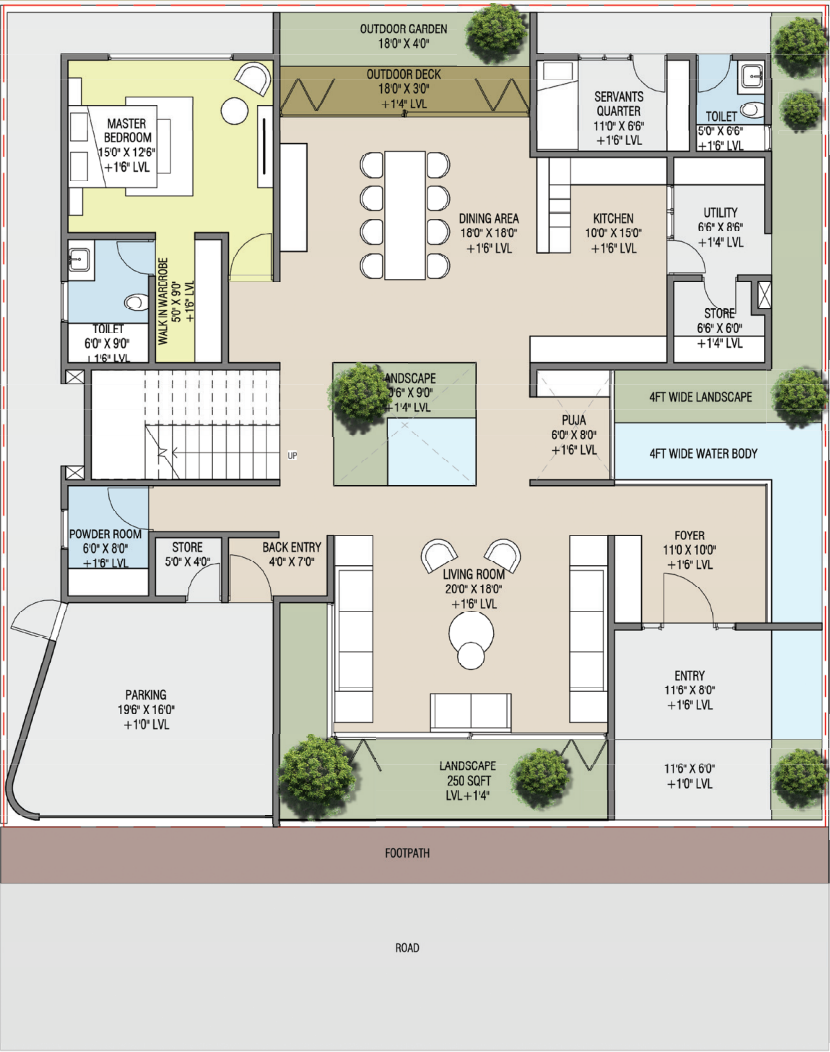 OUTDOOR GARDEN
18'0" X 4'0"
OUTDOOR DECK
18'0" X 3'0"
+1'4" LVL
MASTER
BEDROOM
15'0" X 12'6"
+1'6" LVL
SERVANTS
QUARTER
11'0" X 6'6"
+1'6" LVL
TOILET
5'0" X 6'6"
+1'6" LVL
DINING AREA
18'0" X 18'0"
+1'6" LVL
KITCHEN
10'0" X 15'0"
+1'6" LVL
UTILITY
6'6" X 8'6"
+1'4" LVL
WALK IN WARDROBE
5'0" X 9'0"
+1'6" LVL
TOILET
6'0" X 9'0"
+1'6" LVL
STORE
6'6" X 6'0"
+1'4" LVL
ANDSCAPE
'6" X 9'0"
+1'4" LVL
4FT WIDE LANDSCAPE
PUJA
6'0" X 8'0"
+1'6" LVL
UP
4FT WIDE WATER BODY
POWDER ROOM
6'0" X 8'0"
+1'6" LVL
STORE
5'0" X 4'0"
BACK ENTRY
4'0" X 7'0"
FOYER
11'0 X 10'0"
+1'6" LVL
LIVING ROOM
20'0" X 18'0"
+1'6" LVL
PARKING
19'6" X 16'0"
+1'0" LVL
ENTRY
11'6" X 8'0"
+1'6" LVL
LANDSCAPE
250 SQFT
LVL+1'4"
11'6" X 6'0"
+1'0" LVL
FOOTPATH
ROAD